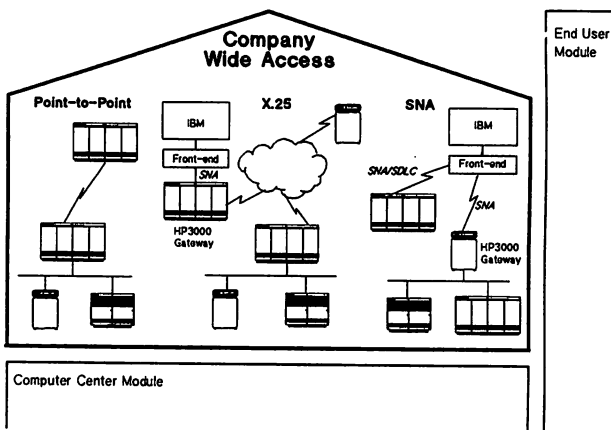 Company
Wide Access
End User
Module
Point-to-Point
X.25
SNA
IBM
Front-end
SNA
HP3000
Gateway
IBM
Front-end
SNA/SDLC
SNA
HP3000
Gateway
Computer Center Module